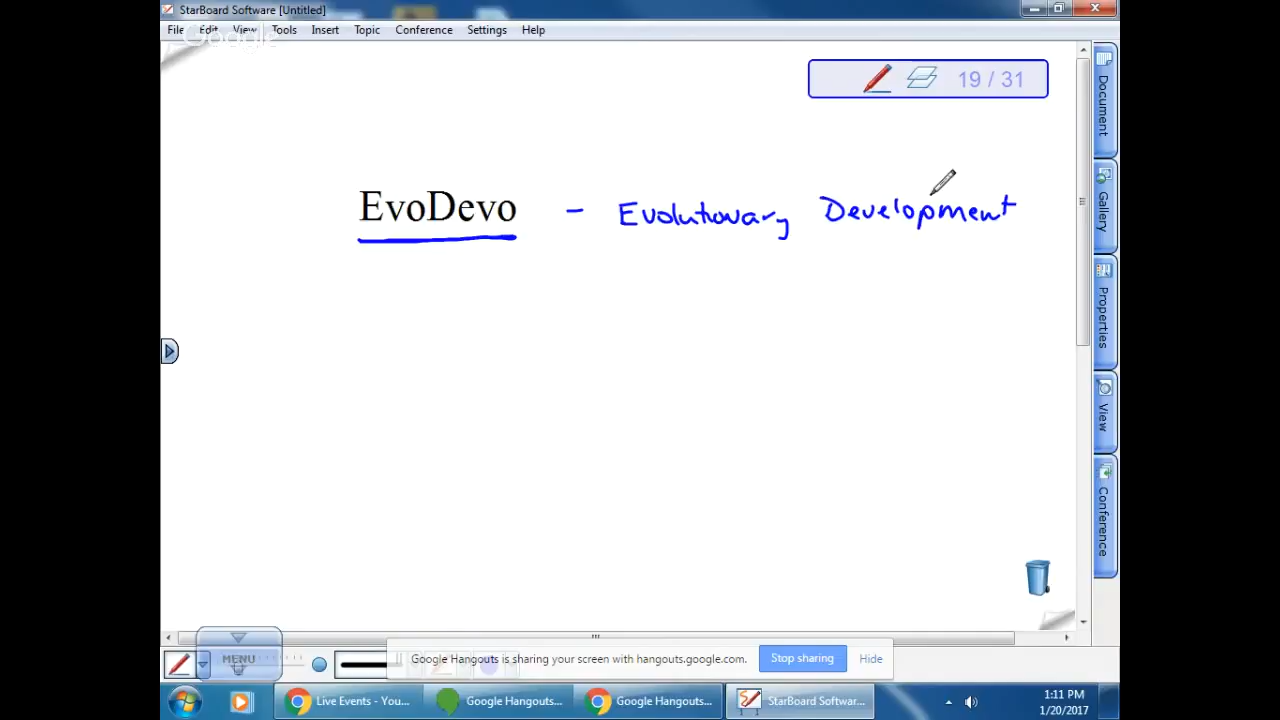 StarBoard Software [Untitled]
File Edit View Tools Insert Topic Conference Settings Help
Google
19 / 31
EvoDevo - Evolutionary Development
Document
Gallery
Properties
View
Conference
MENU
Google Hangouts is sharing your screen with hangouts.google.com. Stop sharing Hide
Live Events - You... Google Hangouts... Google Hangouts... StarBoard Softwar...
1:11 PM
1/20/2017